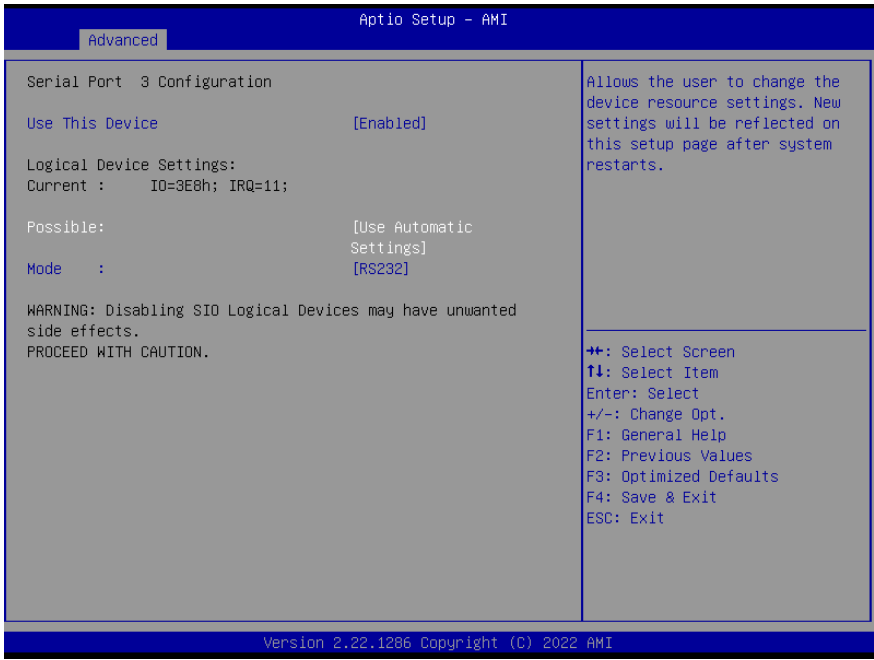 Aptio Setup – AMI
Advanced
Serial Port  3 Configuration
Use This Device [Enabled]
Logical Device Settings:
Current :     IO=3E8h; IRQ=11;
Possible: [Use Automatic
Settings]
Mode    : [RS232]
WARNING: Disabling SIO Logical Devices may have unwanted
side effects.
PROCEED WITH CAUTION.
Allows the user to change the
device resource settings. New
settings will be reflected on
this setup page after system
restarts.
→←: Select Screen
↑↓: Select Item
Enter: Select
+/-: Change Opt.
F1: General Help
F2: Previous Values
F3: Optimized Defaults
F4: Save & Exit
ESC: Exit
Version 2.22.1286 Copyright (C) 2022 AMI